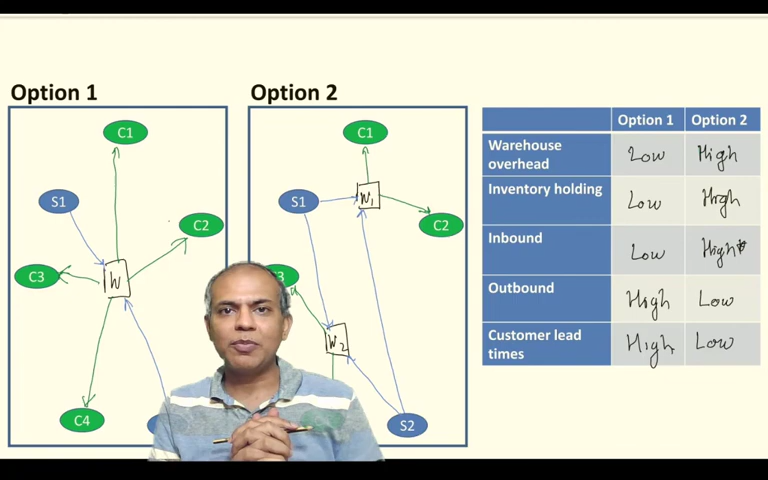 Option 1
C1
S1
C2
C3
W
C4
Option 2
C1
S1
W1
C2
3
W2
S2
Option 1 Option 2
Warehouse overhead Low High
Inventory holding Low High
Inbound Low High*
Outbound High Low
Customer lead times High Low